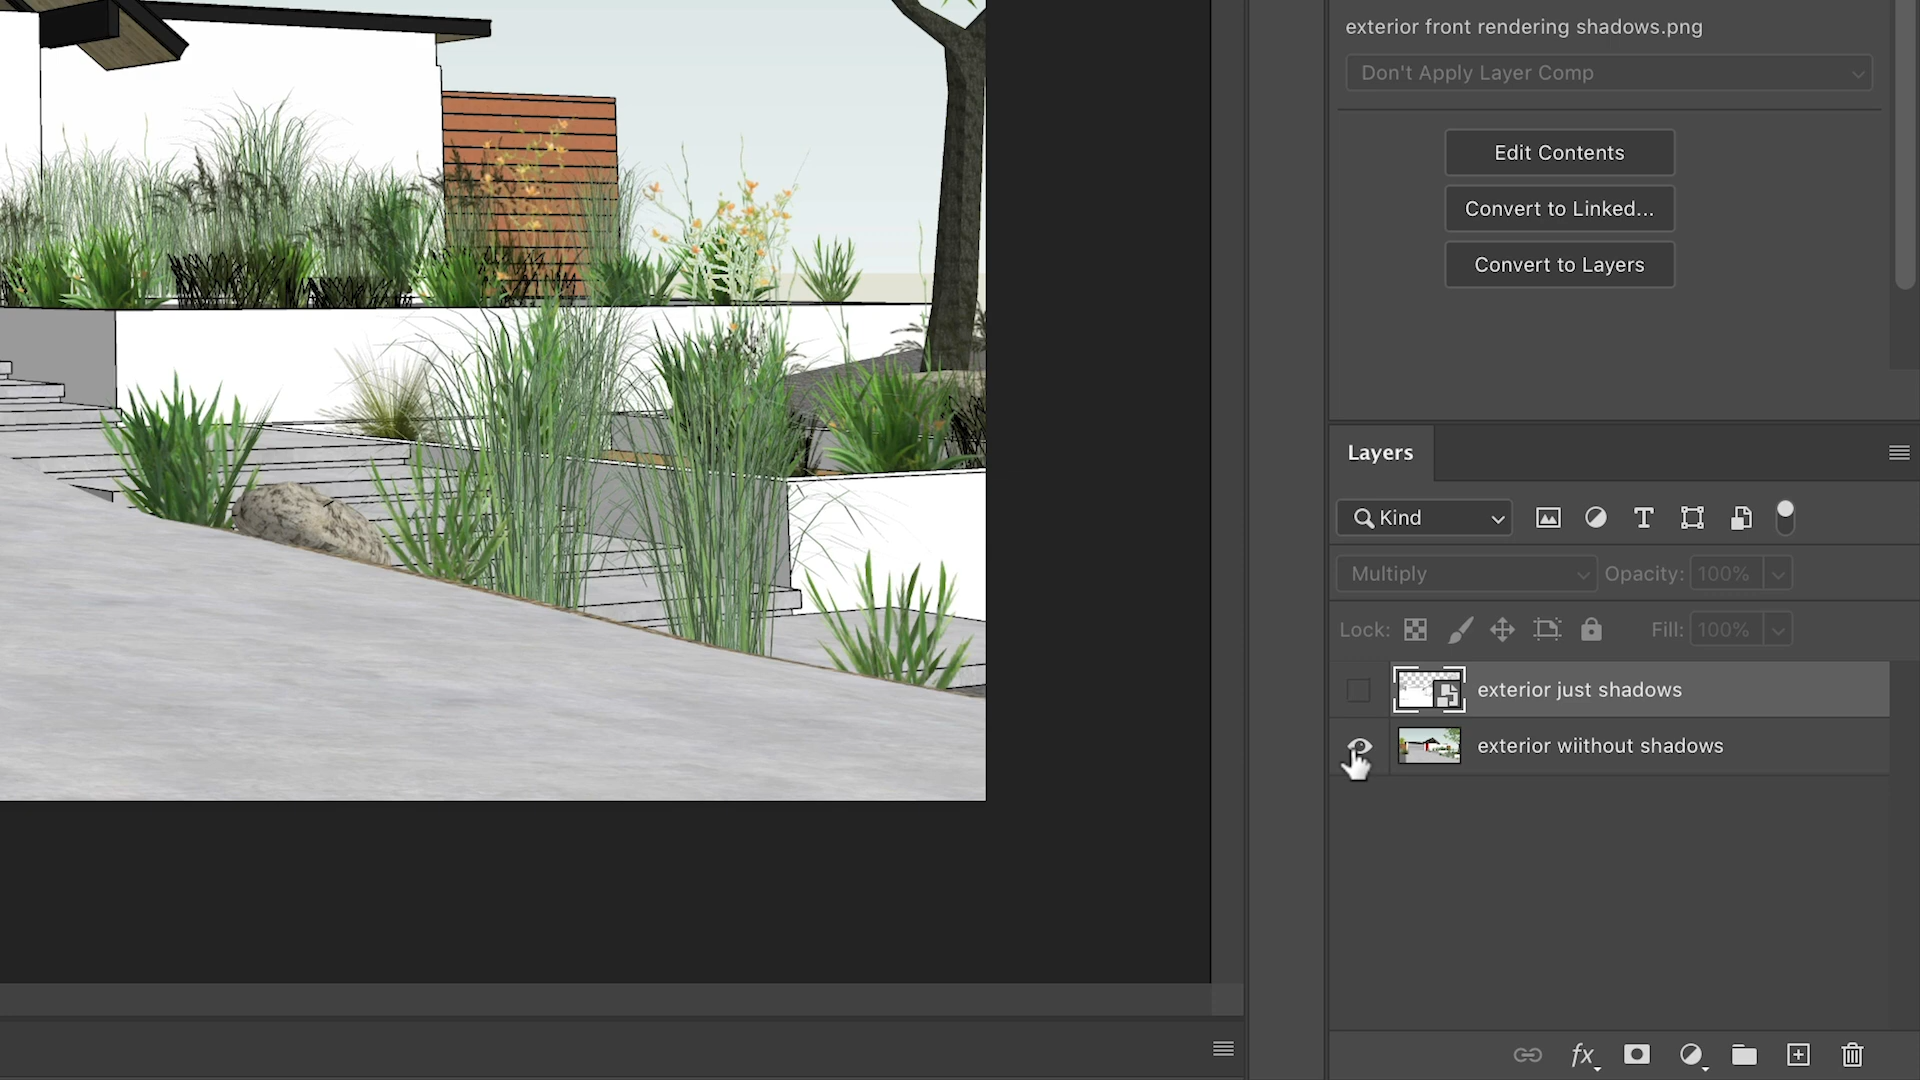 exterior front rendering shadows.png
Don't Apply Layer Comp
Edit Contents
Convert to Linked...
Convert to Layers
Layers
Kind
Multiply
Opacity: 100%
Lock:
Fill: 100%
exterior just shadows
exterior wiithout shadows
fx